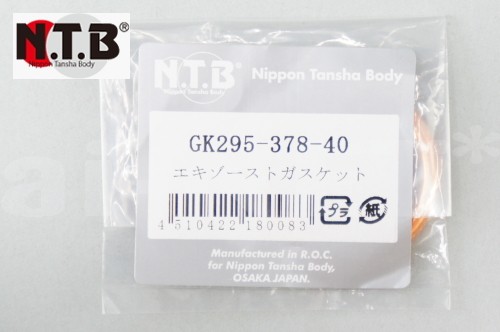 N.T.B®
Nippon Tansha Body
N.T.B®
Nippon Tansha Body
Nippon Tansha Body
GK295-378-40
エキゾーストガスケット
4 510422 180083
プラ
紙
Manufactured in R.O.C.
for Nippon Tansha Body,
OSAKA JAPAN.